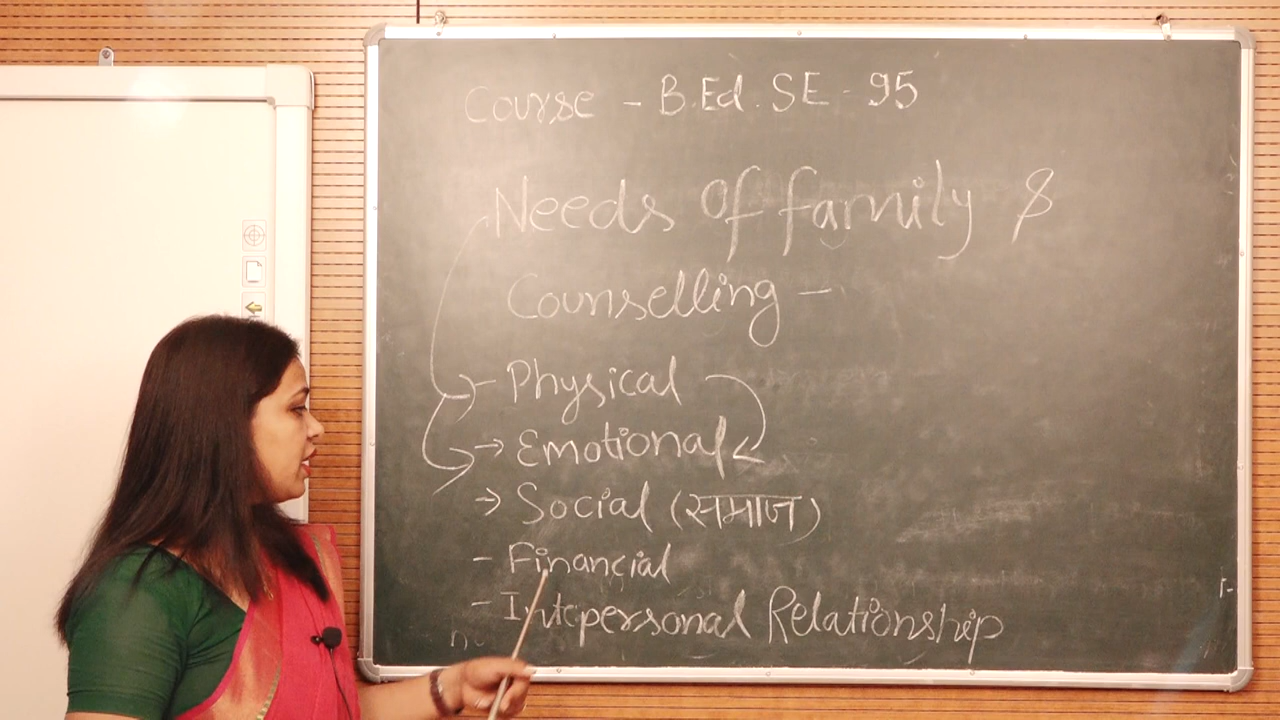 Course - B.Ed. SE - 95
Needs of family &
Counselling -
- Physical
→ Emotional
→ Social (समाज)
- Financial
- Interpersonal Relationship